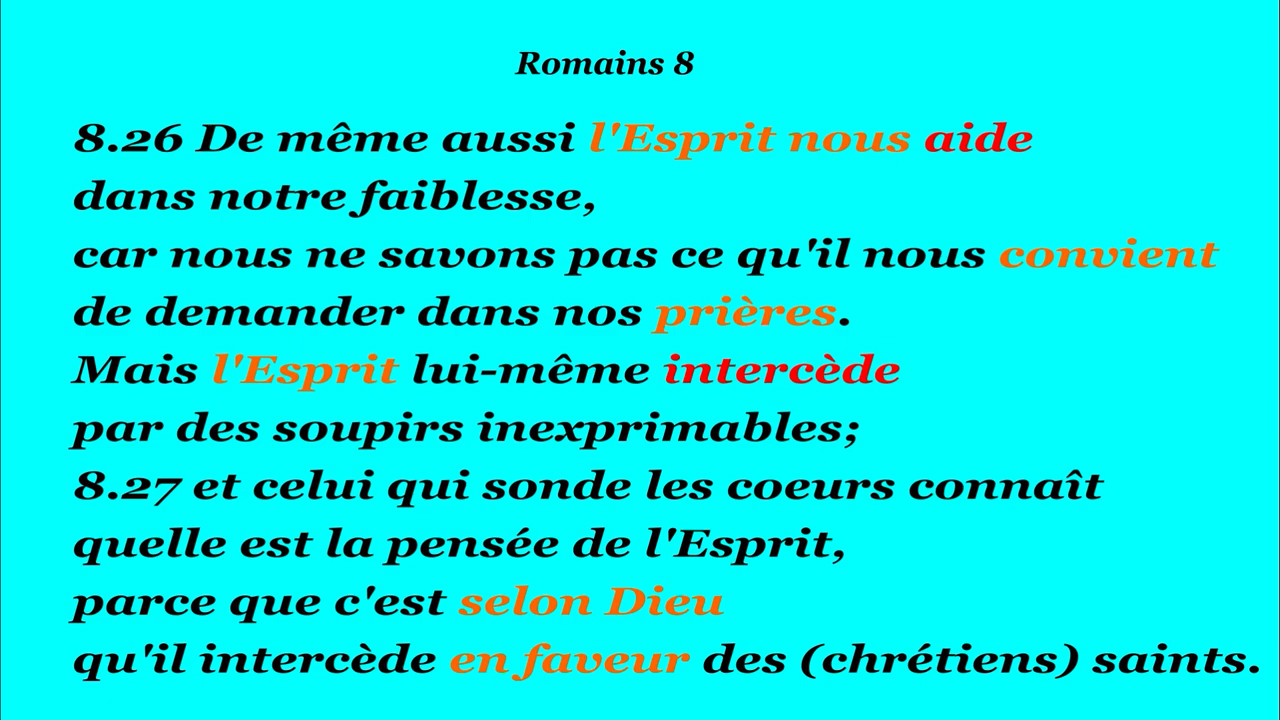 Romains 8
8.26 De même aussi l'Esprit nous aide
dans notre faiblesse,
car nous ne savons pas ce qu'il nous convient
de demander dans nos prières.
Mais l'Esprit lui-même intercède
par des soupirs inexprimables;
8.27 et celui qui sonde les coeurs connaît
quelle est la pensée de l'Esprit,
parce que c'est selon Dieu
qu'il intercède en faveur des (chrétiens) saints.